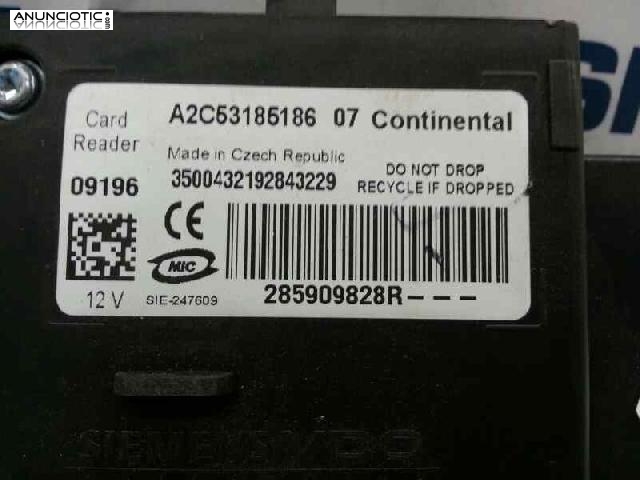 ANUNCIOTIC.com
Card Reader
A2C53185186 07 Continental
Made in Czech Republic
09196
3500432192843229
DO NOT DROP
RECYCLE IF DROPPED
CE
MIC
12 V
SIE-247609
285909828R---
SIEMENS VDO